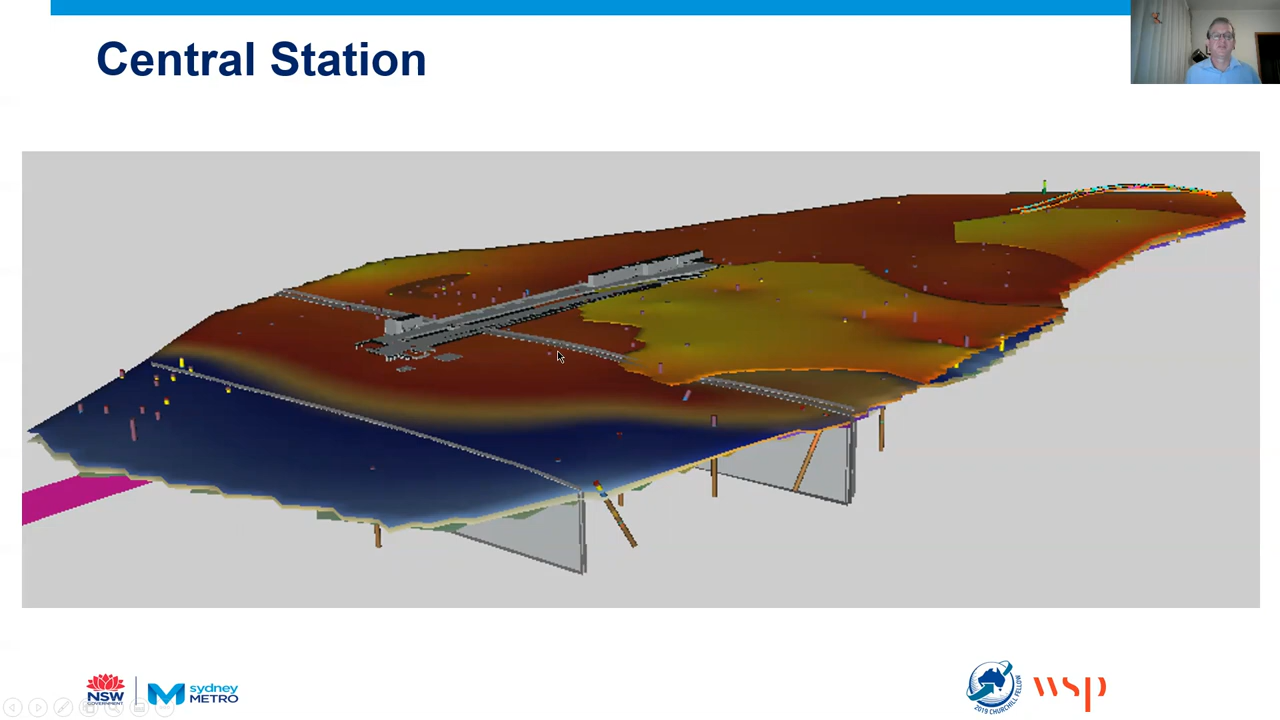 Central Station
NSW
GOVERNMENT
sydney
METRO
2019 CHURCHILL FELLOW
wsp